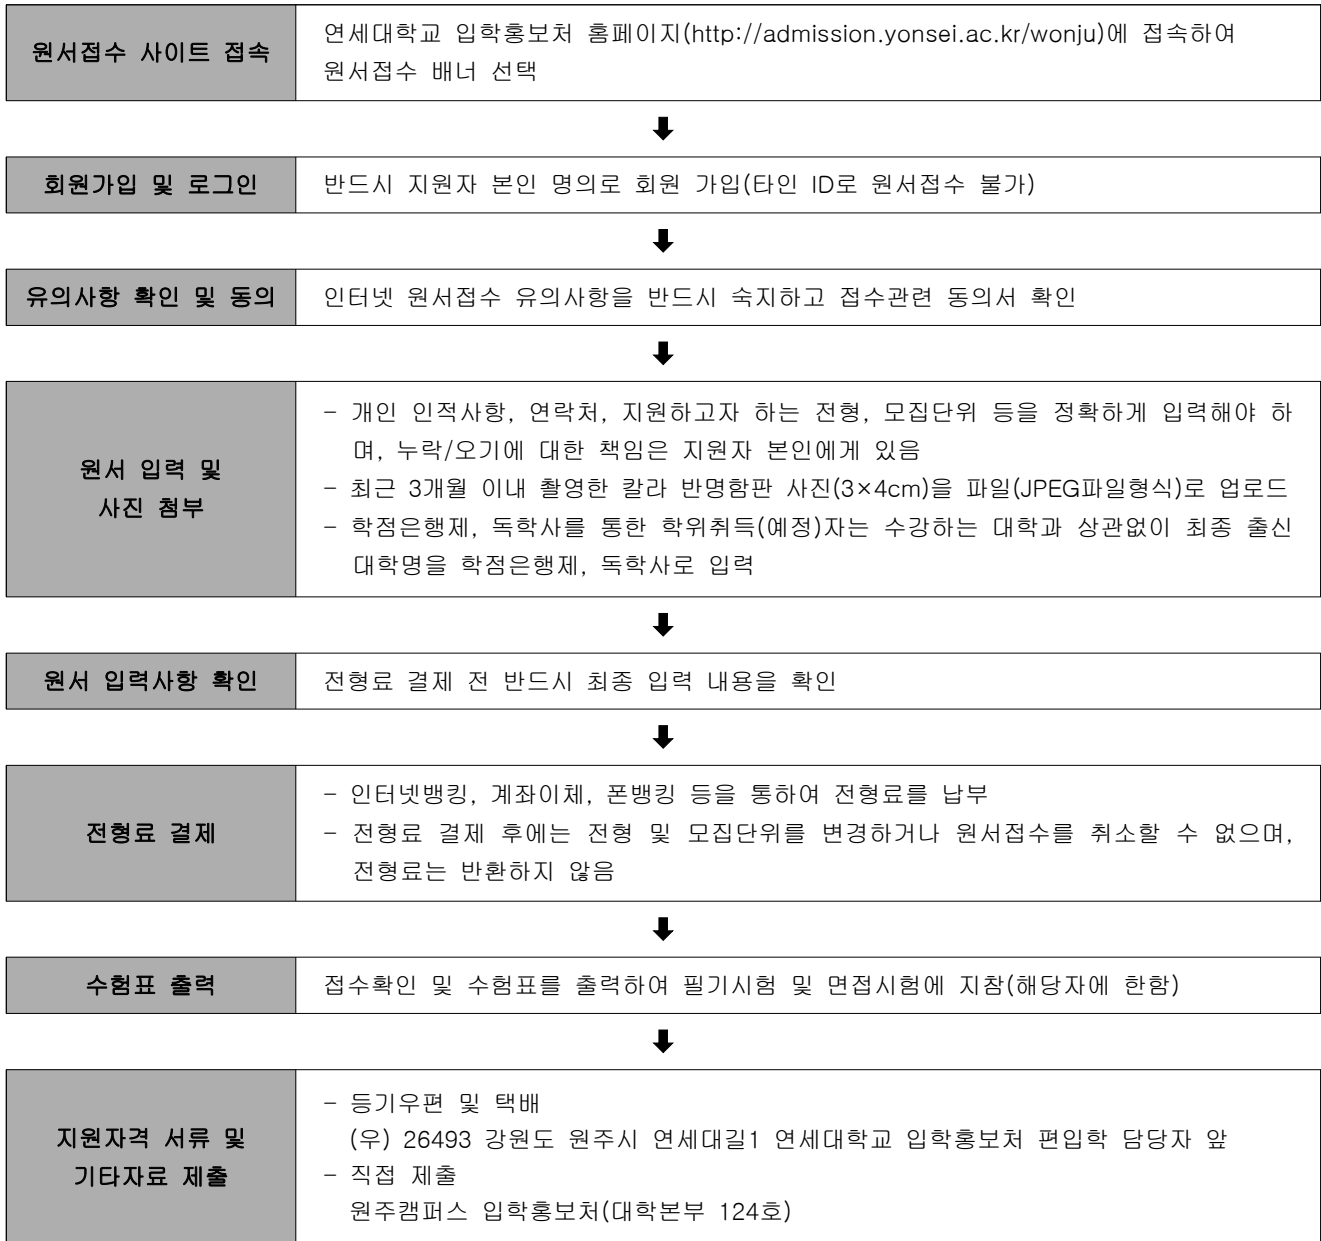 원서접수 사이트 접속
연세대학교 입학홍보처 홈페이지(http://admission.yonsei.ac.kr/wonju)에 접속하여
원서접수 배너 선택
회원가입 및 로그인
반드시 지원자 본인 명의로 회원 가입(타인 ID로 원서접수 불가)
유의사항 확인 및 동의
인터넷 원서접수 유의사항을 반드시 숙지하고 접수관련 동의서 확인
원서 입력 및
사진 첨부
- 개인 인적사항, 연락처, 지원하고자 하는 전형, 모집단위 등을 정확하게 입력해야 하
며, 누락/오기에 대한 책임은 지원자 본인에게 있음
- 최근 3개월 이내 촬영한 칼라 반명함판 사진(3×4cm)을 파일(JPEG파일형식)로 업로드
- 학점은행제, 독학사를 통한 학위취득(예정)자는 수강하는 대학과 상관없이 최종 출신
대학명을 학점은행제, 독학사로 입력
원서 입력사항 확인
전형료 결제 전 반드시 최종 입력 내용을 확인
전형료 결제
- 인터넷뱅킹, 계좌이체, 폰뱅킹 등을 통하여 전형료를 납부
- 전형료 결제 후에는 전형 및 모집단위를 변경하거나 원서접수를 취소할 수 없으며,
전형료는 반환하지 않음
수험표 출력
접수확인 및 수험표를 출력하여 필기시험 및 면접시험에 지참(해당자에 한함)
지원자격 서류 및
기타자료 제출
- 등기우편 및 택배
(우) 26493 강원도 원주시 연세대길1 연세대학교 입학홍보처 편입학 담당자 앞
- 직접 제출
원주캠퍼스 입학홍보처(대학본부 124호)